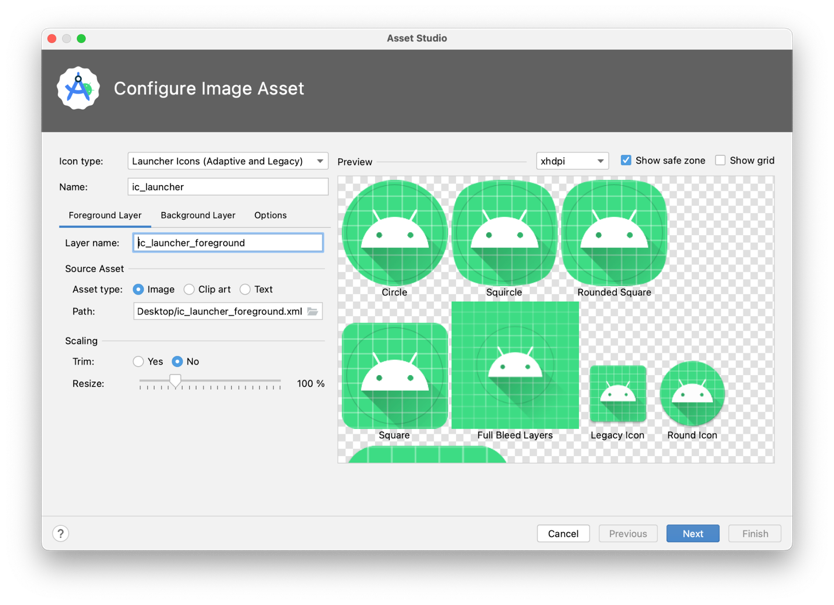 Asset Studio
Configure Image Asset
Icon type: Launcher Icons (Adaptive and Legacy)
Name: ic_launcher
Foreground Layer Background Layer Options
Layer name: ic_launcher_foreground
Source Asset
Asset type: Image Clip art Text
Path: Desktop/ic_launcher_foreground.xml
Scaling
Trim: Yes No
Resize: 100 %
Preview xhdpi Show safe zone Show grid
Circle Squircle Rounded Square
Square Full Bleed Layers Legacy Icon Round Icon
? Cancel Previous Next Finish